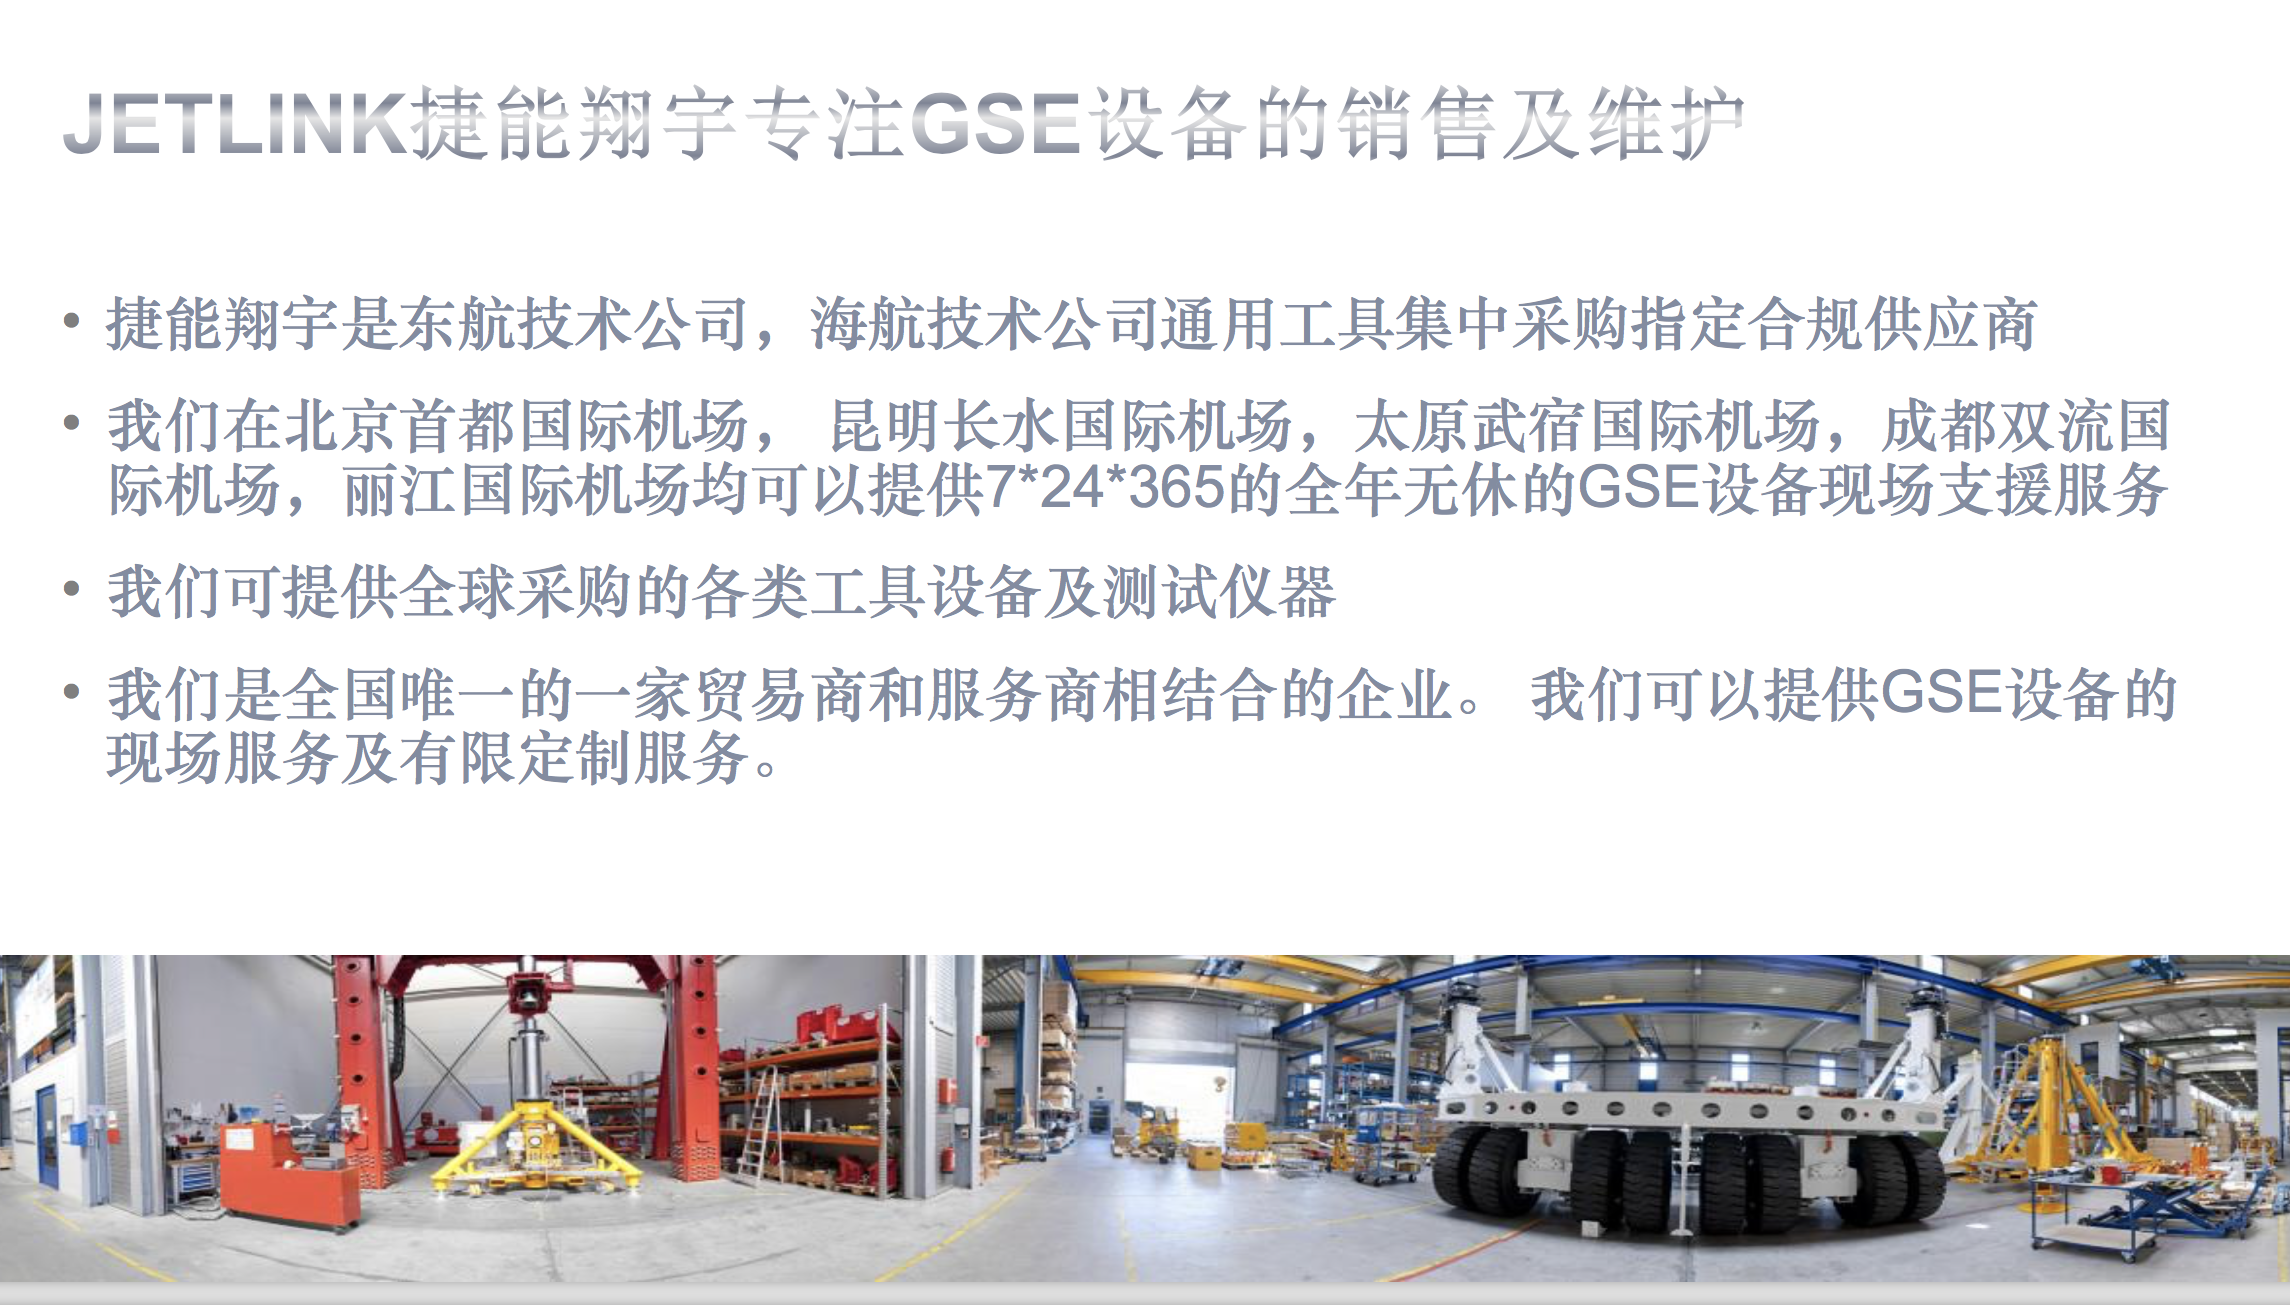 JETLINK捷能翔宇专注GSE设备的销售及维护
• 捷能翔宇是东航技术公司，海航技术公司通用工具集中采购指定合规供应商
• 我们在北京首都国际机场， 昆明长水国际机场，太原武宿国际机场，成都双流国
际机场，丽江国际机场均可以提供7*24*365的全年无休的GSE设备现场支援服务
• 我们可提供全球采购的各类工具设备及测试仪器
• 我们是全国唯一的一家贸易商和服务商相结合的企业。 我们可以提供GSE设备的
现场服务及有限定制服务。